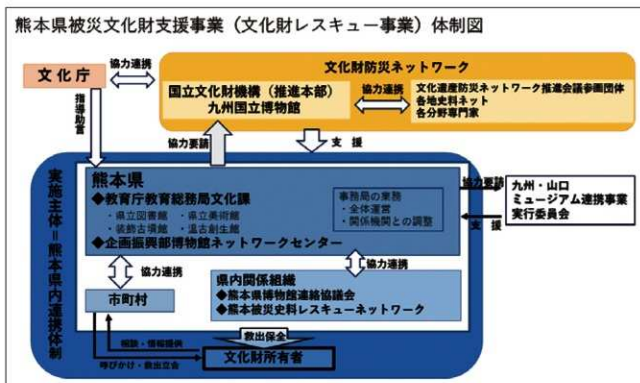 熊本県被災文化財支援事業（文化財レスキュー事業）体制図
文化庁
協力連携
文化財防災ネットワーク
国立文化財機構（推進本部）
九州国立博物館
協力連携
文化遺産防災ネットワーク推進会議参画団体
各地史料ネット
各分野専門家
指導助言
協力要請
支 援
実施主体＝熊本県内連携体制
熊本県
◆教育庁教育総務局文化課
・県立図書館 ・県立美術館
・装飾古墳館 ・温古創生館
◆企画振興部博物館ネットワークセンター
事務局の業務
・全体運営
・関係機関との調整
協力要請
支 援
九州・山口
ミュージアム連携事業
実行委員会
協力連携
協力連携
市町村
県内関係組織
◆熊本県博物館連絡協議会
◆熊本被災史料レスキューネットワーク
救出保全
相談・情報提供
呼びかけ・救出立会
文化財所有者